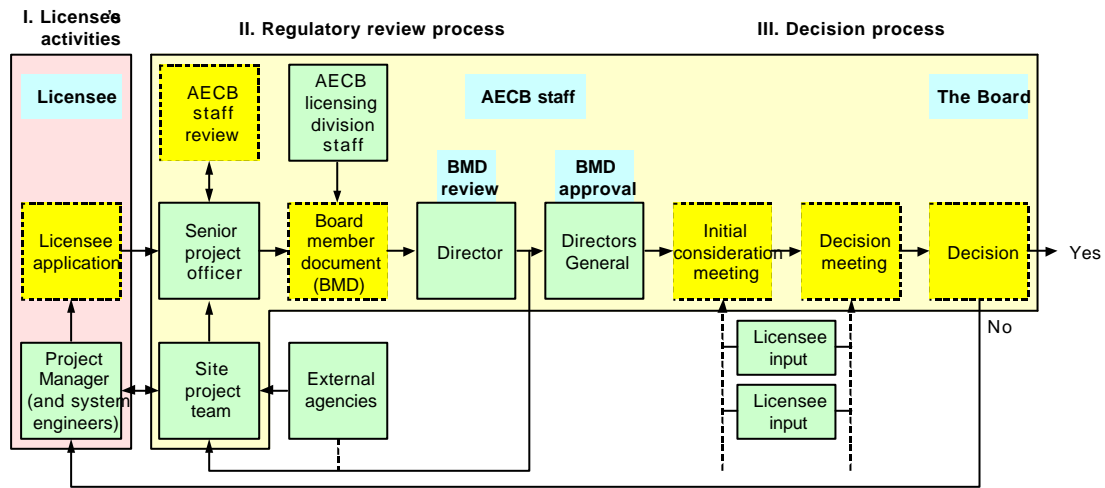 I. Licensee's
activities
II. Regulatory review process
III. Decision process
Licensee
AECB
staff
review
AECB
licensing
division
staff
AECB staff
The Board
BMD
review
BMD
approval
Licensee
application
Senior
project
officer
Board
member
document
(BMD)
Director
Directors
General
Initial
consideration
meeting
Decision
meeting
Decision
Yes
No
Project
Manager
(and system
engineers)
Site
project
team
External
agencies
Licensee
input
Licensee
input